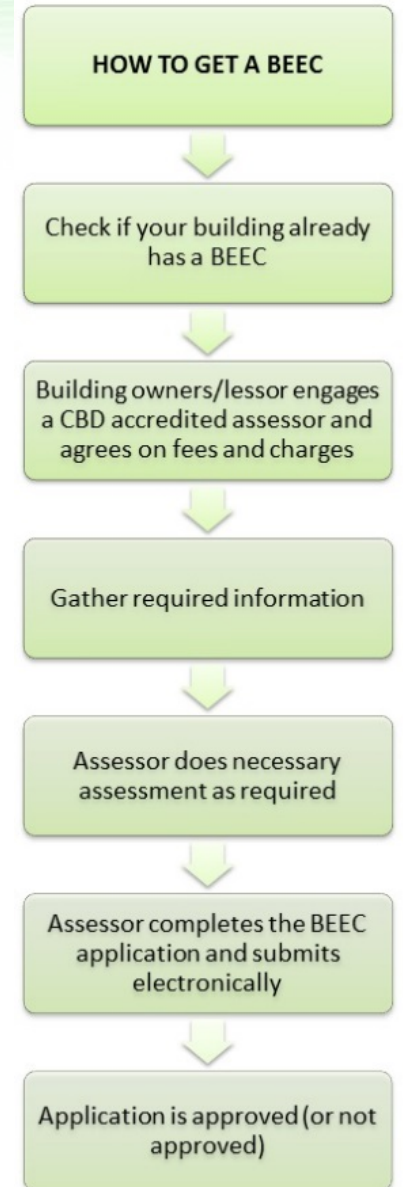 HOW TO GET A BEEC
Check if your building already
has a BEEC
Building owners/lessor engages
a CBD accredited assessor and
agrees on fees and charges
Gather required information
Assessor does necessary
assessment as required
Assessor completes the BEEC
application and submits
electronically
Application is approved (or not
approved)